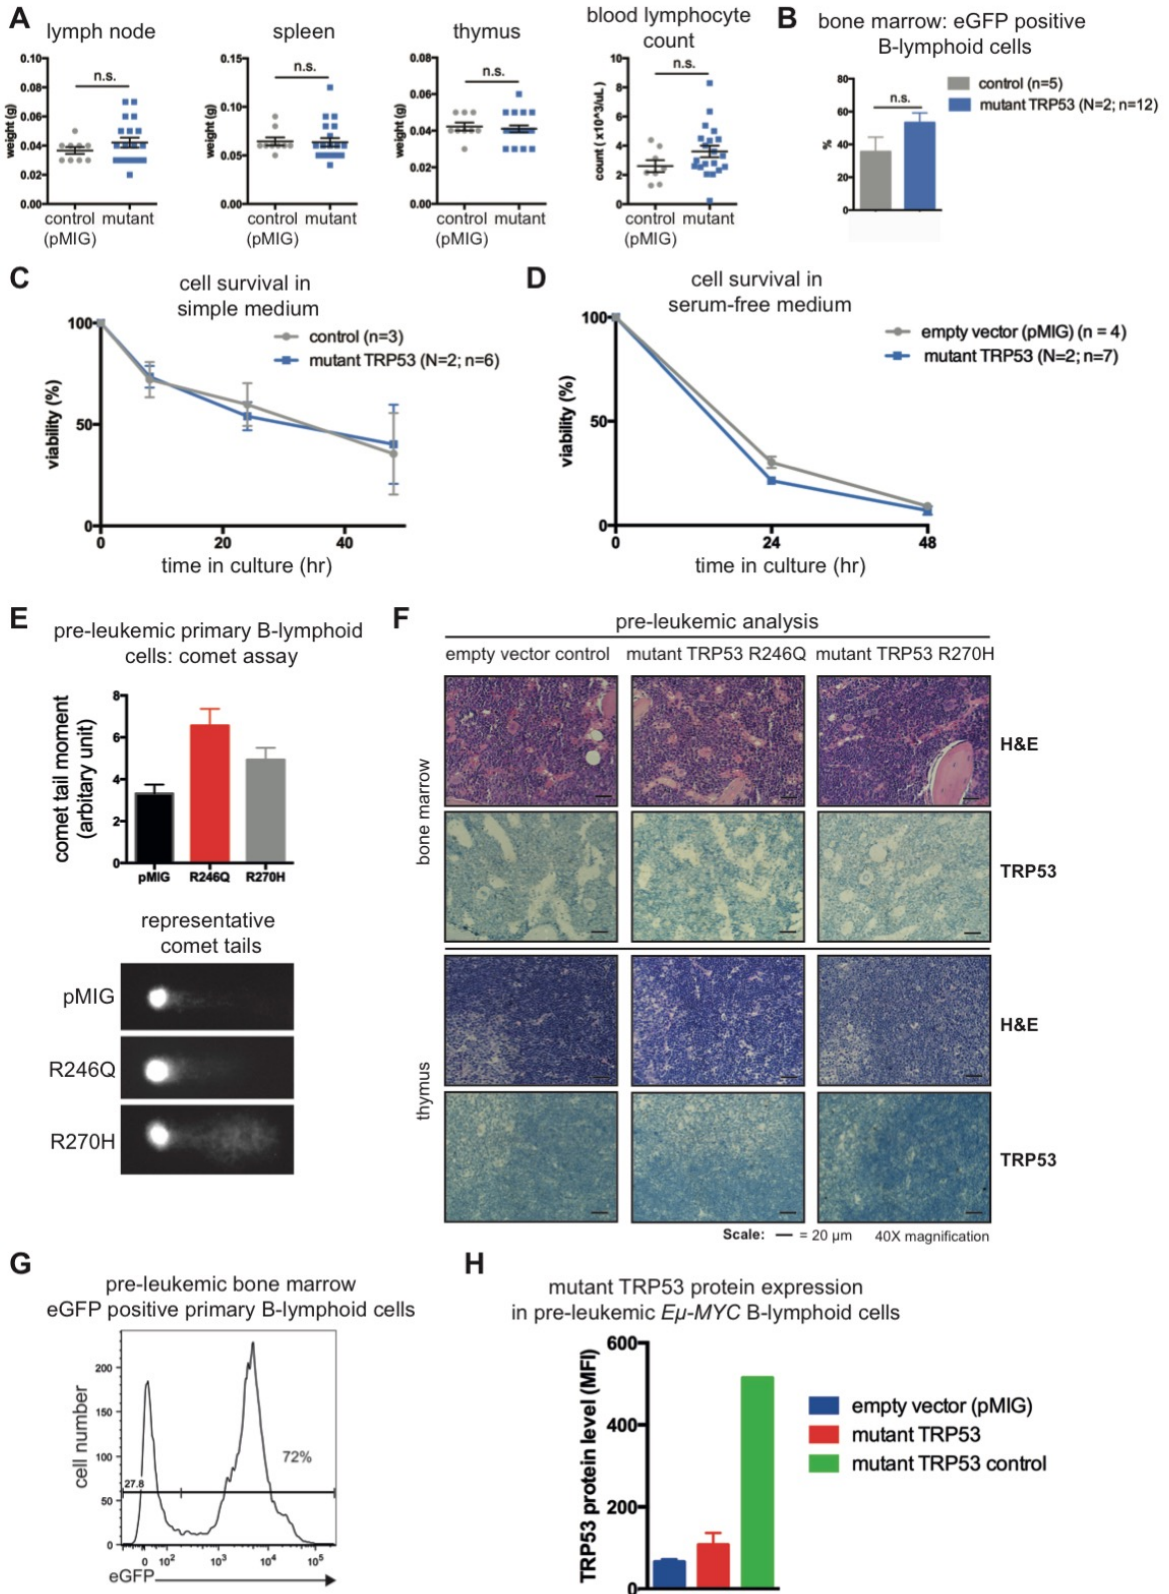 A
lymph node
spleen
thymus
blood lymphocyte
count
0.10
0.08
0.06
0.04
0.02
0.00
weight (g)
n.s.
control
(pMIG)
mutant
0.15
0.10
0.05
0.00
weight (g)
n.s.
control
(pMIG)
mutant
0.08
0.06
0.04
0.02
0.00
weight (g)
n.s.
control
(pMIG)
mutant
10
8
6
4
2
0
count ( x10^3/uL)
n.s.
control
(pMIG)
mutant
B
bone marrow: eGFP positive
B-lymphoid cells
80
60
40
20
0
%
n.s.
control (n=5)
mutant TRP53 (N=2; n=12)
C
cell survival in
simple medium
control (n=3)
mutant TRP53 (N=2; n=6)
100
50
0
viability (%)
0 20 40
time in culture (hr)
D
cell survival in
serum-free medium
empty vector (pMIG) (n = 4)
mutant TRP53 (N=2; n=7)
100
50
0
viability (%)
0 24 48
time in culture (hr)
E
pre-leukemic primary B-lymphoid
cells: comet assay
8
6
4
2
0
comet tail moment
(arbitary unit)
pMIG R246Q R270H
representative
comet tails
pMIG
R246Q
R270H
F
pre-leukemic analysis
empty vector control mutant TRP53 R246Q mutant TRP53 R270H
bone marrow
H&E
TRP53
thymus
H&E
TRP53
Scale: = 20 μm 40X magnification
G
pre-leukemic bone marrow
eGFP positive primary B-lymphoid cells
200
150
100
50
0
cell number
27.8
72%
0 10² 10³ 10⁴ 10⁵
eGFP
H
mutant TRP53 protein expression
in pre-leukemic Eμ-MYC B-lymphoid cells
600
400
200
0
TRP53 protein level (MFI)
empty vector (pMIG)
mutant TRP53
mutant TRP53 control